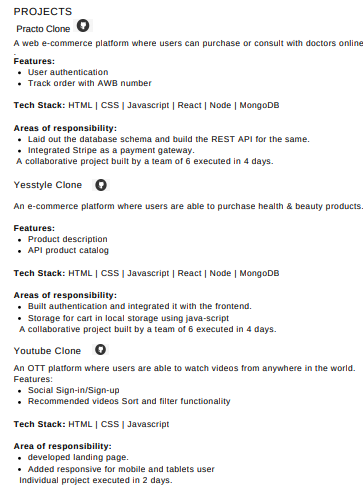 PROJECTS
Practo Clone
A web e-commerce platform where users can purchase or consult with doctors online
.
Features:
• User authentication
• Track order with AWB number
Tech Stack: HTML | CSS | Javascript | React | Node | MongoDB
Areas of responsibility:
• Laid out the database schema and build the REST API for the same.
• Integrated Stripe as a payment gateway.
A collaborative project built by a team of 6 executed in 4 days.
Yesstyle Clone
An e-commerce platform where users are able to purchase health & beauty products.
Features:
• Product description
• API product catalog
Tech Stack: HTML | CSS | Javascript | React | Node | MongoDB
Areas of responsibility:
• Built authentication and integrated it with the frontend.
• Storage for cart in local storage using java-script
A collaborative project built by a team of 6 executed in 4 days.
Youtube Clone
An OTT platform where users are able to watch videos from anywhere in the world.
Features:
• Social Sign-in/Sign-up
• Recommended videos Sort and filter functionality
Tech Stack: HTML | CSS | Javascript
Area of responsibility:
• developed landing page.
• Added responsive for mobile and tablets user
Individual project executed in 2 days.